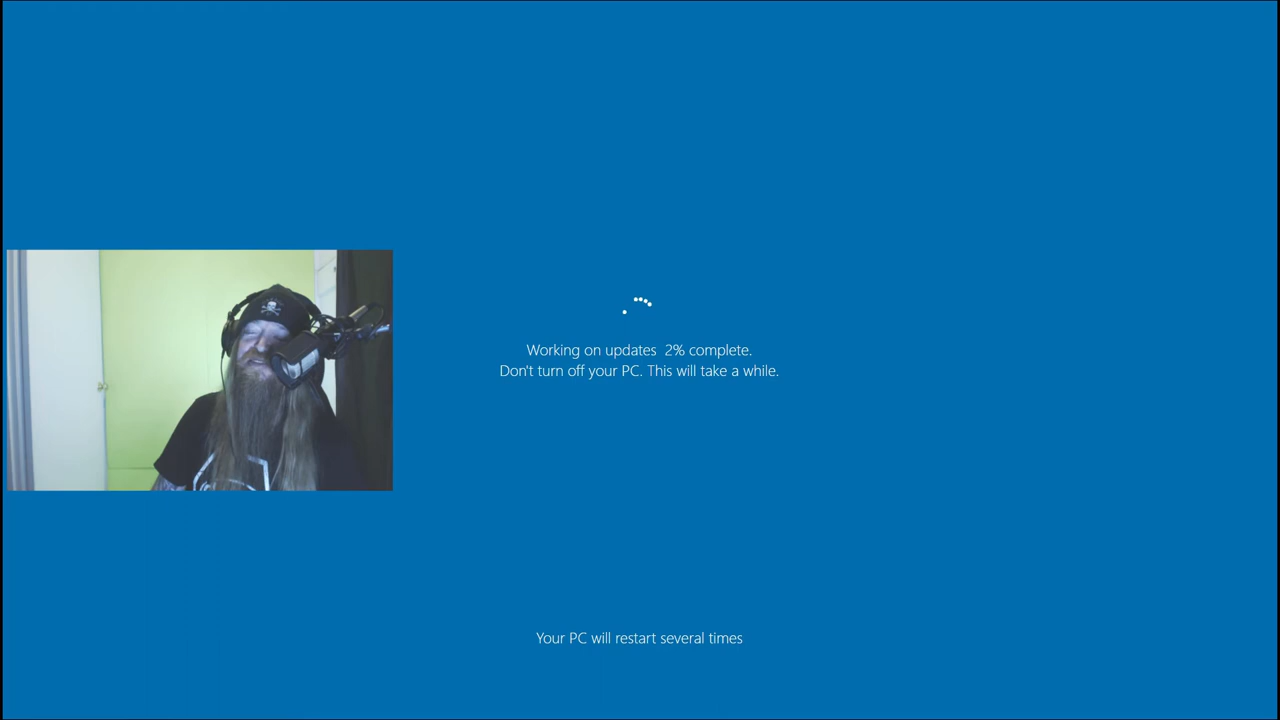 Working on updates  2% complete.
Don't turn off your PC. This will take a while.
Your PC will restart several times